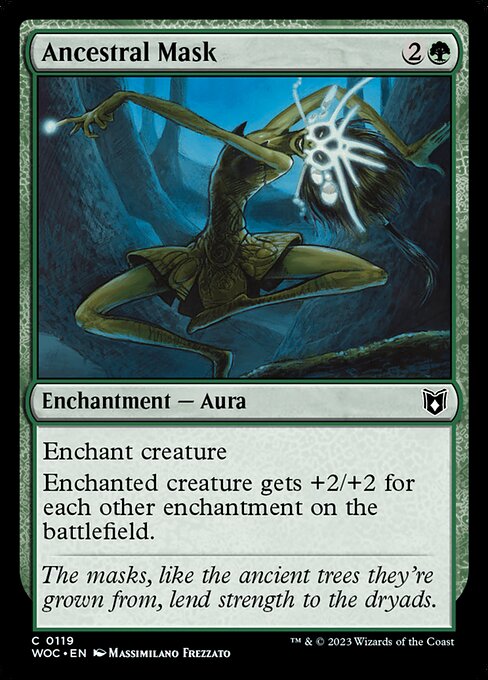 Ancestral Mask 2
Enchantment — Aura
Enchant creature
Enchanted creature gets +2/+2 for
each other enchantment on the
battlefield.
The masks, like the ancient trees they're
grown from, lend strength to the dryads.
C 0119
WOC • EN Massimiliano Frezzato
™ & © 2023 Wizards of the Coast